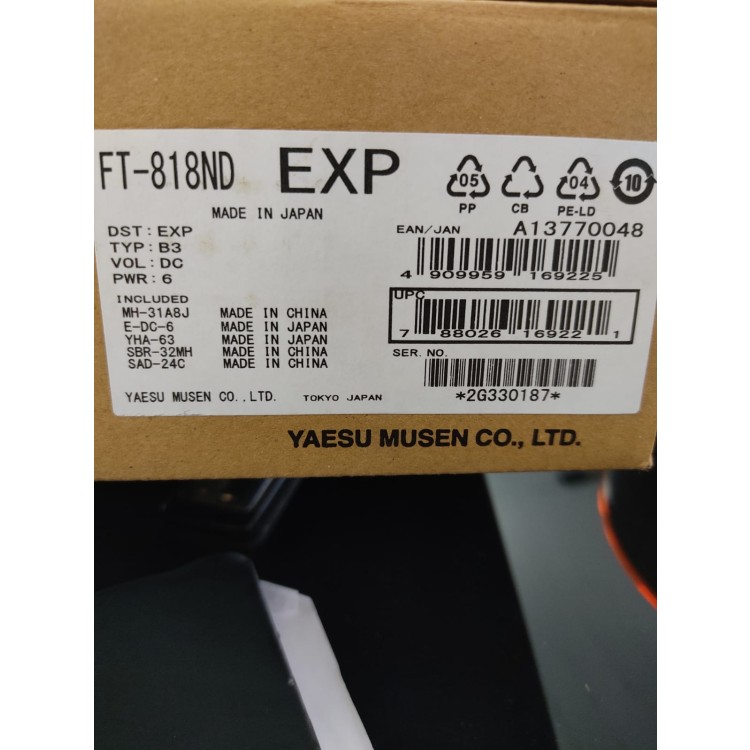 FT-818ND EXP
MADE IN JAPAN
DST : EXP
TYP : B3
VOL : DC
PWR : 6
INCLUDED
MH-31A8J MADE IN CHINA
E-DC-6 MADE IN JAPAN
YHA-63 MADE IN JAPAN
SBR-32MH MADE IN CHINA
SAD-24C MADE IN CHINA
YAESU MUSEN CO.,LTD. TOKYO JAPAN
05 04 10
PP CB PE-LD
EAN/JAN A13770048
4 909959 169225
UPC
7 88026 16922 1
SER. NO.
*2G330187*
YAESU MUSEN CO., LTD.